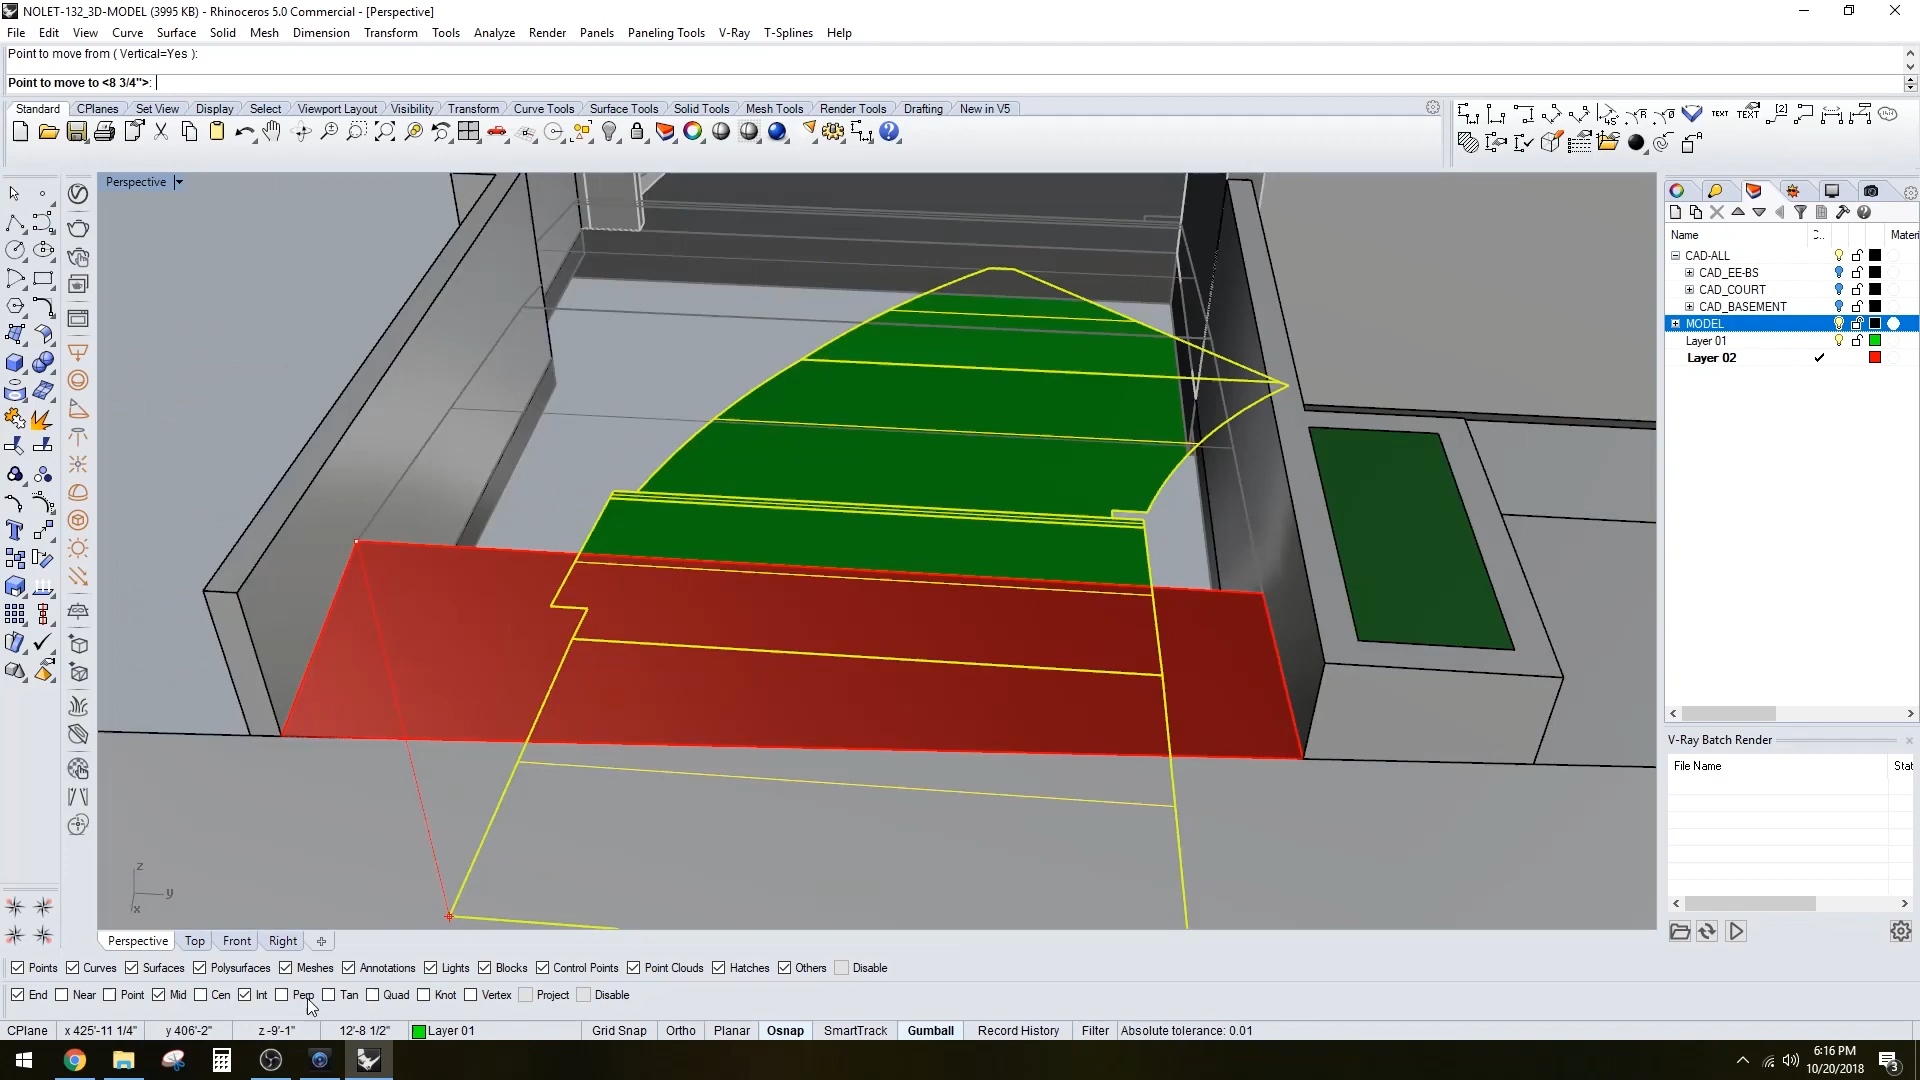 NOLET-132_3D-MODEL (3995 KB) - Rhinoceros 5.0 Commercial - [Perspective]
File Edit View Curve Surface Solid Mesh Dimension Transform Tools Analyze Render Panels Paneling Tools V-Ray T-Splines Help
Point to move from ( Vertical=Yes ):
Point to move to <8 3/4">:
Standard CPlanes Set View Display Select Viewport Layout Visibility Transform Curve Tools Surface Tools Solid Tools Mesh Tools Render Tools Drafting New in V5
TEXT TEXT
Perspective
Name Materi
CAD-ALL
CAD_EE-BS
CAD_COURT
CAD_BASEMENT
MODEL
Layer 01
Layer 02
V-Ray Batch Render
File Name Stat
z
y
x
Perspective Top Front Right
Points Curves Surfaces Polysurfaces Meshes Annotations Lights Blocks Control Points Point Clouds Hatches Others Disable
End Near Point Mid Cen Int Perp Tan Quad Knot Vertex Project Disable
CPlane x 425'-11 1/4" y 406'-2" z -9'-1" 12'-8 1/2" Layer 01 Grid Snap Ortho Planar Osnap SmartTrack Gumball Record History Filter Absolute tolerance: 0.01
6:16 PM
10/20/2018
3